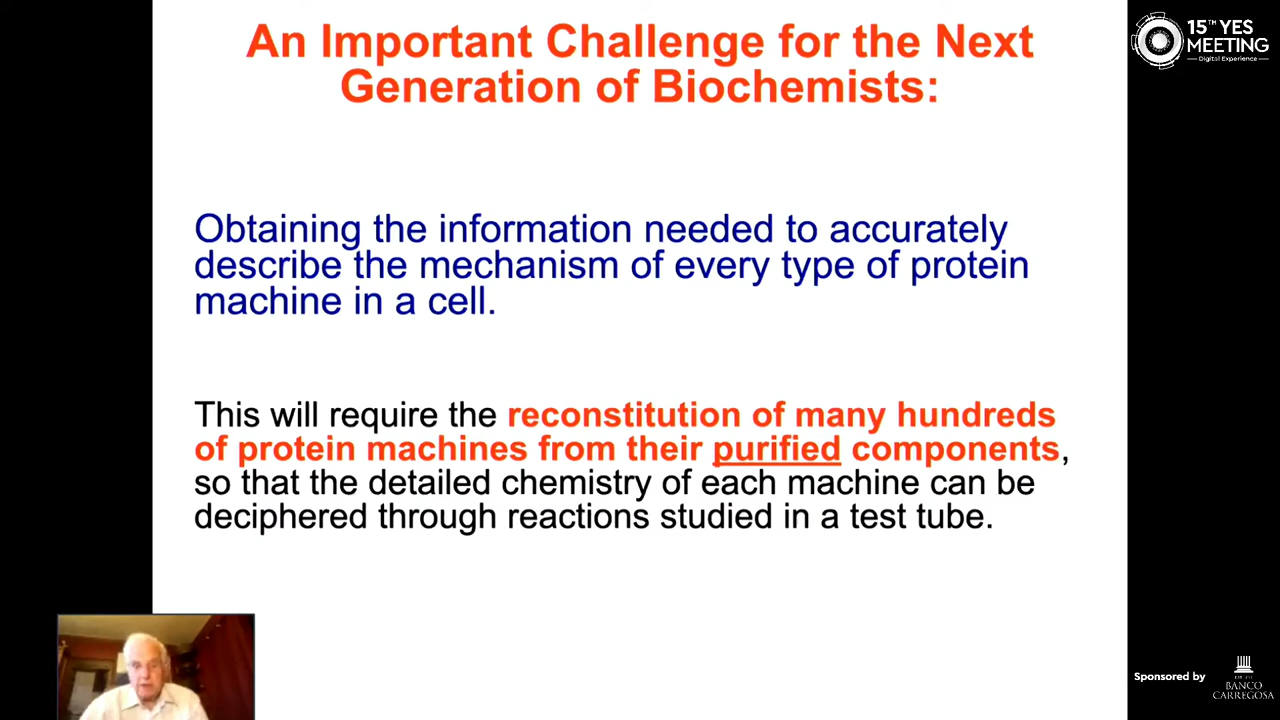 An Important Challenge for the Next
Generation of Biochemists:
15TH YES
MEETING
Digital Experience
Obtaining the information needed to accurately
describe the mechanism of every type of protein
machine in a cell.
This will require the reconstitution of many hundreds
of protein machines from their purified components,
so that the detailed chemistry of each machine can be
deciphered through reactions studied in a test tube.
Sponsored by
BANCO
CARREGOSA